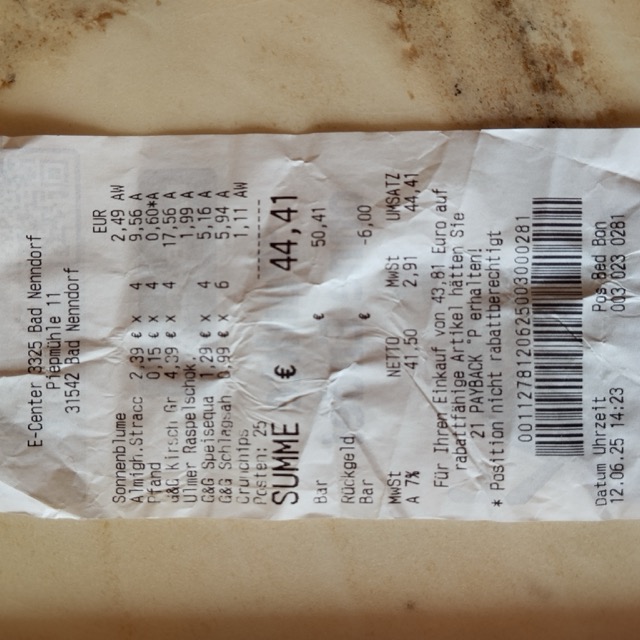 E-Center 3325 Bad Nenndorf
31542 Bad Nenndorf
EUR
Sonnenblume 2,49 AW
Almigh.Stracc 2,39 € x 4 9,56 A
Pfand 0,15 € x 4 0,60*A
G&G Kirsch Gr 4,39 € x 4 17,56 A
Ulmer Raspelschok. 1,99 A
G&G Speisequa 1,29 € x 4 5,16 A
G&G Schlagsah 0,99 € x 6 5,94 A
Crunchips 1,11 AW
Posten: 25
SUMME € 44,41
Bar € 50,41
Rückgeld
Bar € -6,00
MwSt NETTO MwSt UMSATZ
A 7% 41,50 2,91 44,41
Für Ihren Einkauf von 43,81 Euro auf
rabattfähige Artikel hätten Sie
21 PAYBACK °P erhalten!
* Position nicht rabattberechtigt
Datum Uhrzeit Pos Bed Bon
12.06.25 14:23 003 023 0281